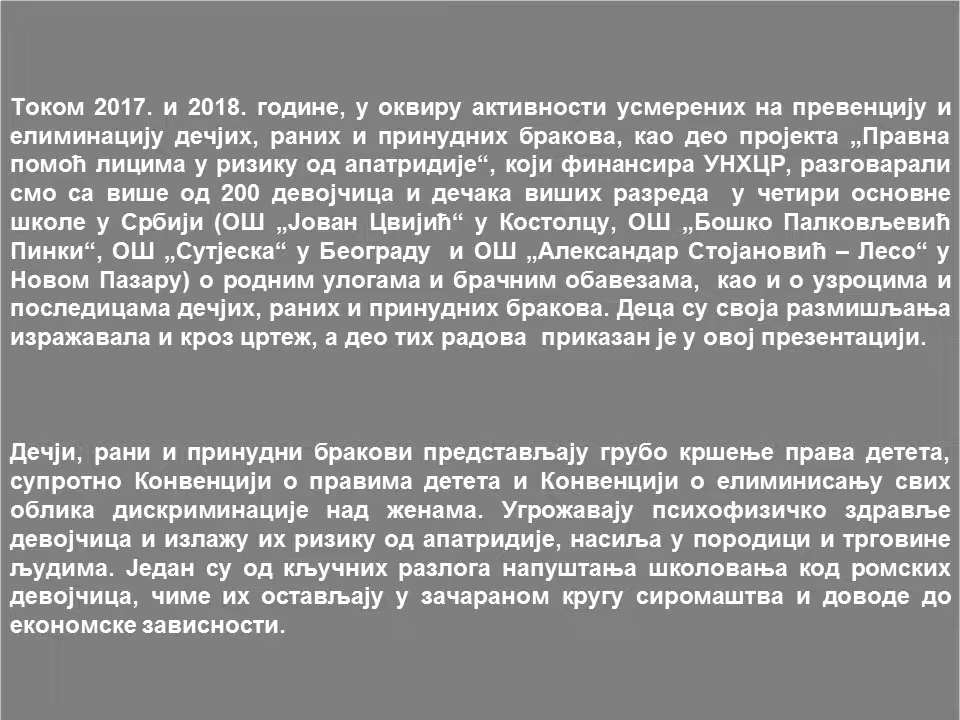 Током 2017. и 2018. године, у оквиру активности усмерених на превенцију и
елиминацију дечјих, раних и принудних бракова, као део пројекта „Правна
помоћ лицима у ризику од апатридије“, који финансира УНХЦР, разговарали
смо са више од 200 девојчица и дечака виших разреда  у четири основне
школе у Србији (ОШ „Јован Цвијић“ у Костолцу, ОШ „Бошко Палковљевић
Пинки“, ОШ „Сутјеска“ у Београду  и ОШ „Александар Стојановић – Лесо“ у
Новом Пазару) о родним улогама и брачним обавезама,  као и о узроцима и
последицама дечјих, раних и принудних бракова. Деца су своја размишљања
изражавала и кроз цртеж, а део тих радова  приказан је у овој презентацији.
Дечји, рани и принудни бракови представљају грубо кршење права детета,
супротно Конвенцији о правима детета и Конвенцији о елиминисању свих
облика дискриминације над женама. Угрожавају психофизичко здравље
девојчица и излажу их ризику од апатридије, насиља у породици и трговине
људима. Један су од кључних разлога напуштања школовања код ромских
девојчица, чиме их остављају у зачараном кругу сиромаштва и доводе до
економске зависности.